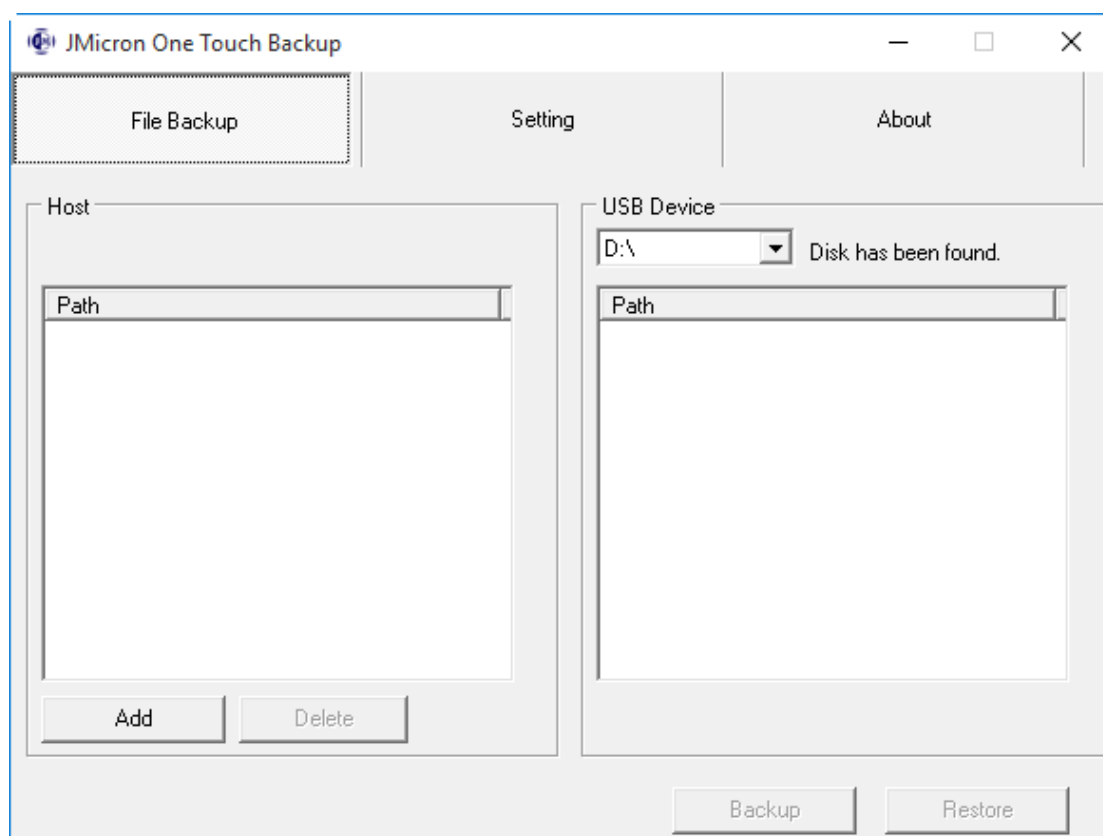 JMicron One Touch Backup
File Backup
Setting
About
Host
USB Device
D:\
Disk has been found.
Path
Path
Add
Delete
Backup
Restore